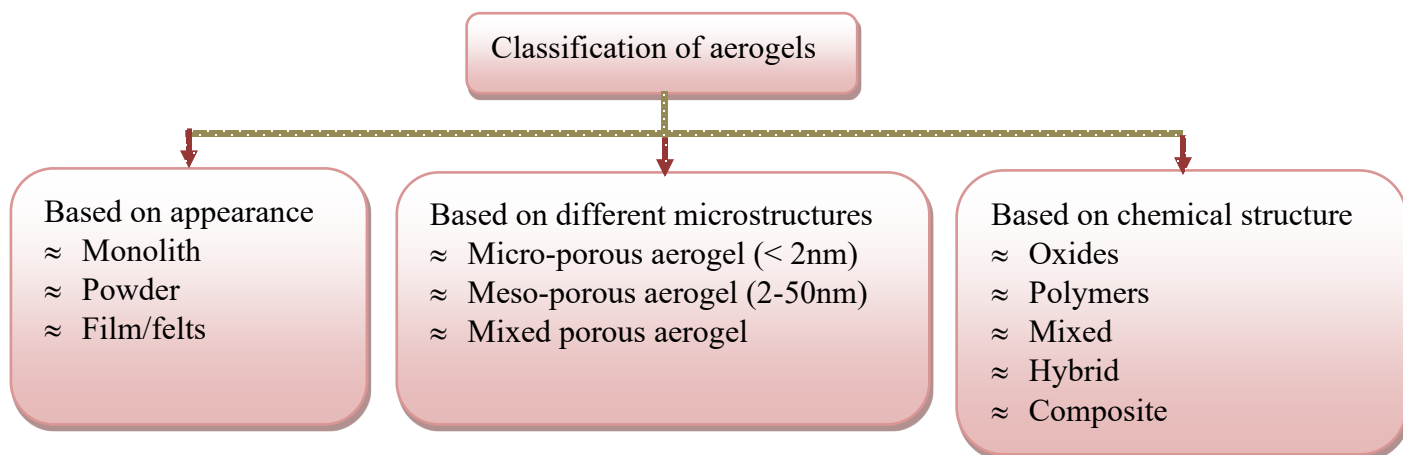 Classification of aerogels
Based on appearance
≈ Monolith
≈ Powder
≈ Film/felts
Based on different microstructures
≈ Micro-porous aerogel (< 2nm)
≈ Meso-porous aerogel (2-50nm)
≈ Mixed porous aerogel
Based on chemical structure
≈ Oxides
≈ Polymers
≈ Mixed
≈ Hybrid
≈ Composite